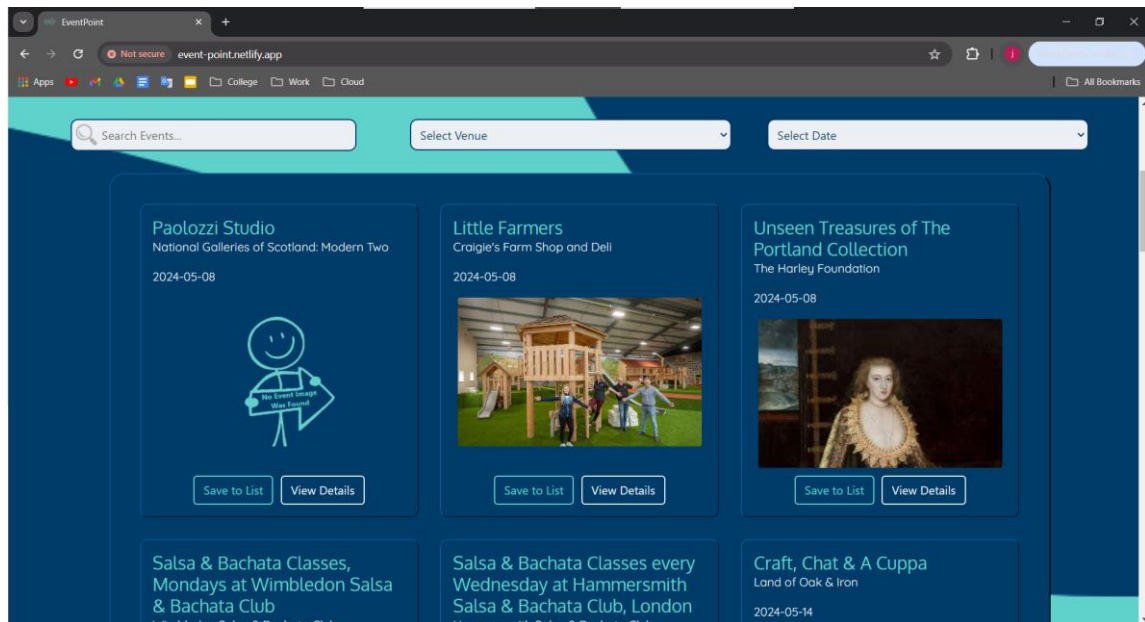 EventPoint
Not secure event-point.netlify.app
Apps College Work Cloud All Bookmarks
Search Events... Select Venue Select Date
Paolozzi Studio
National Galleries of Scotland: Modern Two
2024-05-08
No Event Image
Was Found
Save to List View Details
Little Farmers
Craigie's Farm Shop and Deli
2024-05-08
Save to List View Details
Unseen Treasures of The
Portland Collection
The Harley Foundation
2024-05-08
Save to List View Details
Salsa & Bachata Classes,
Mondays at Wimbledon Salsa
& Bachata Club
Salsa & Bachata Classes every
Wednesday at Hammersmith
Salsa & Bachata Club, London
Craft, Chat & A Cuppa
Land of Oak & Iron
2024-05-14